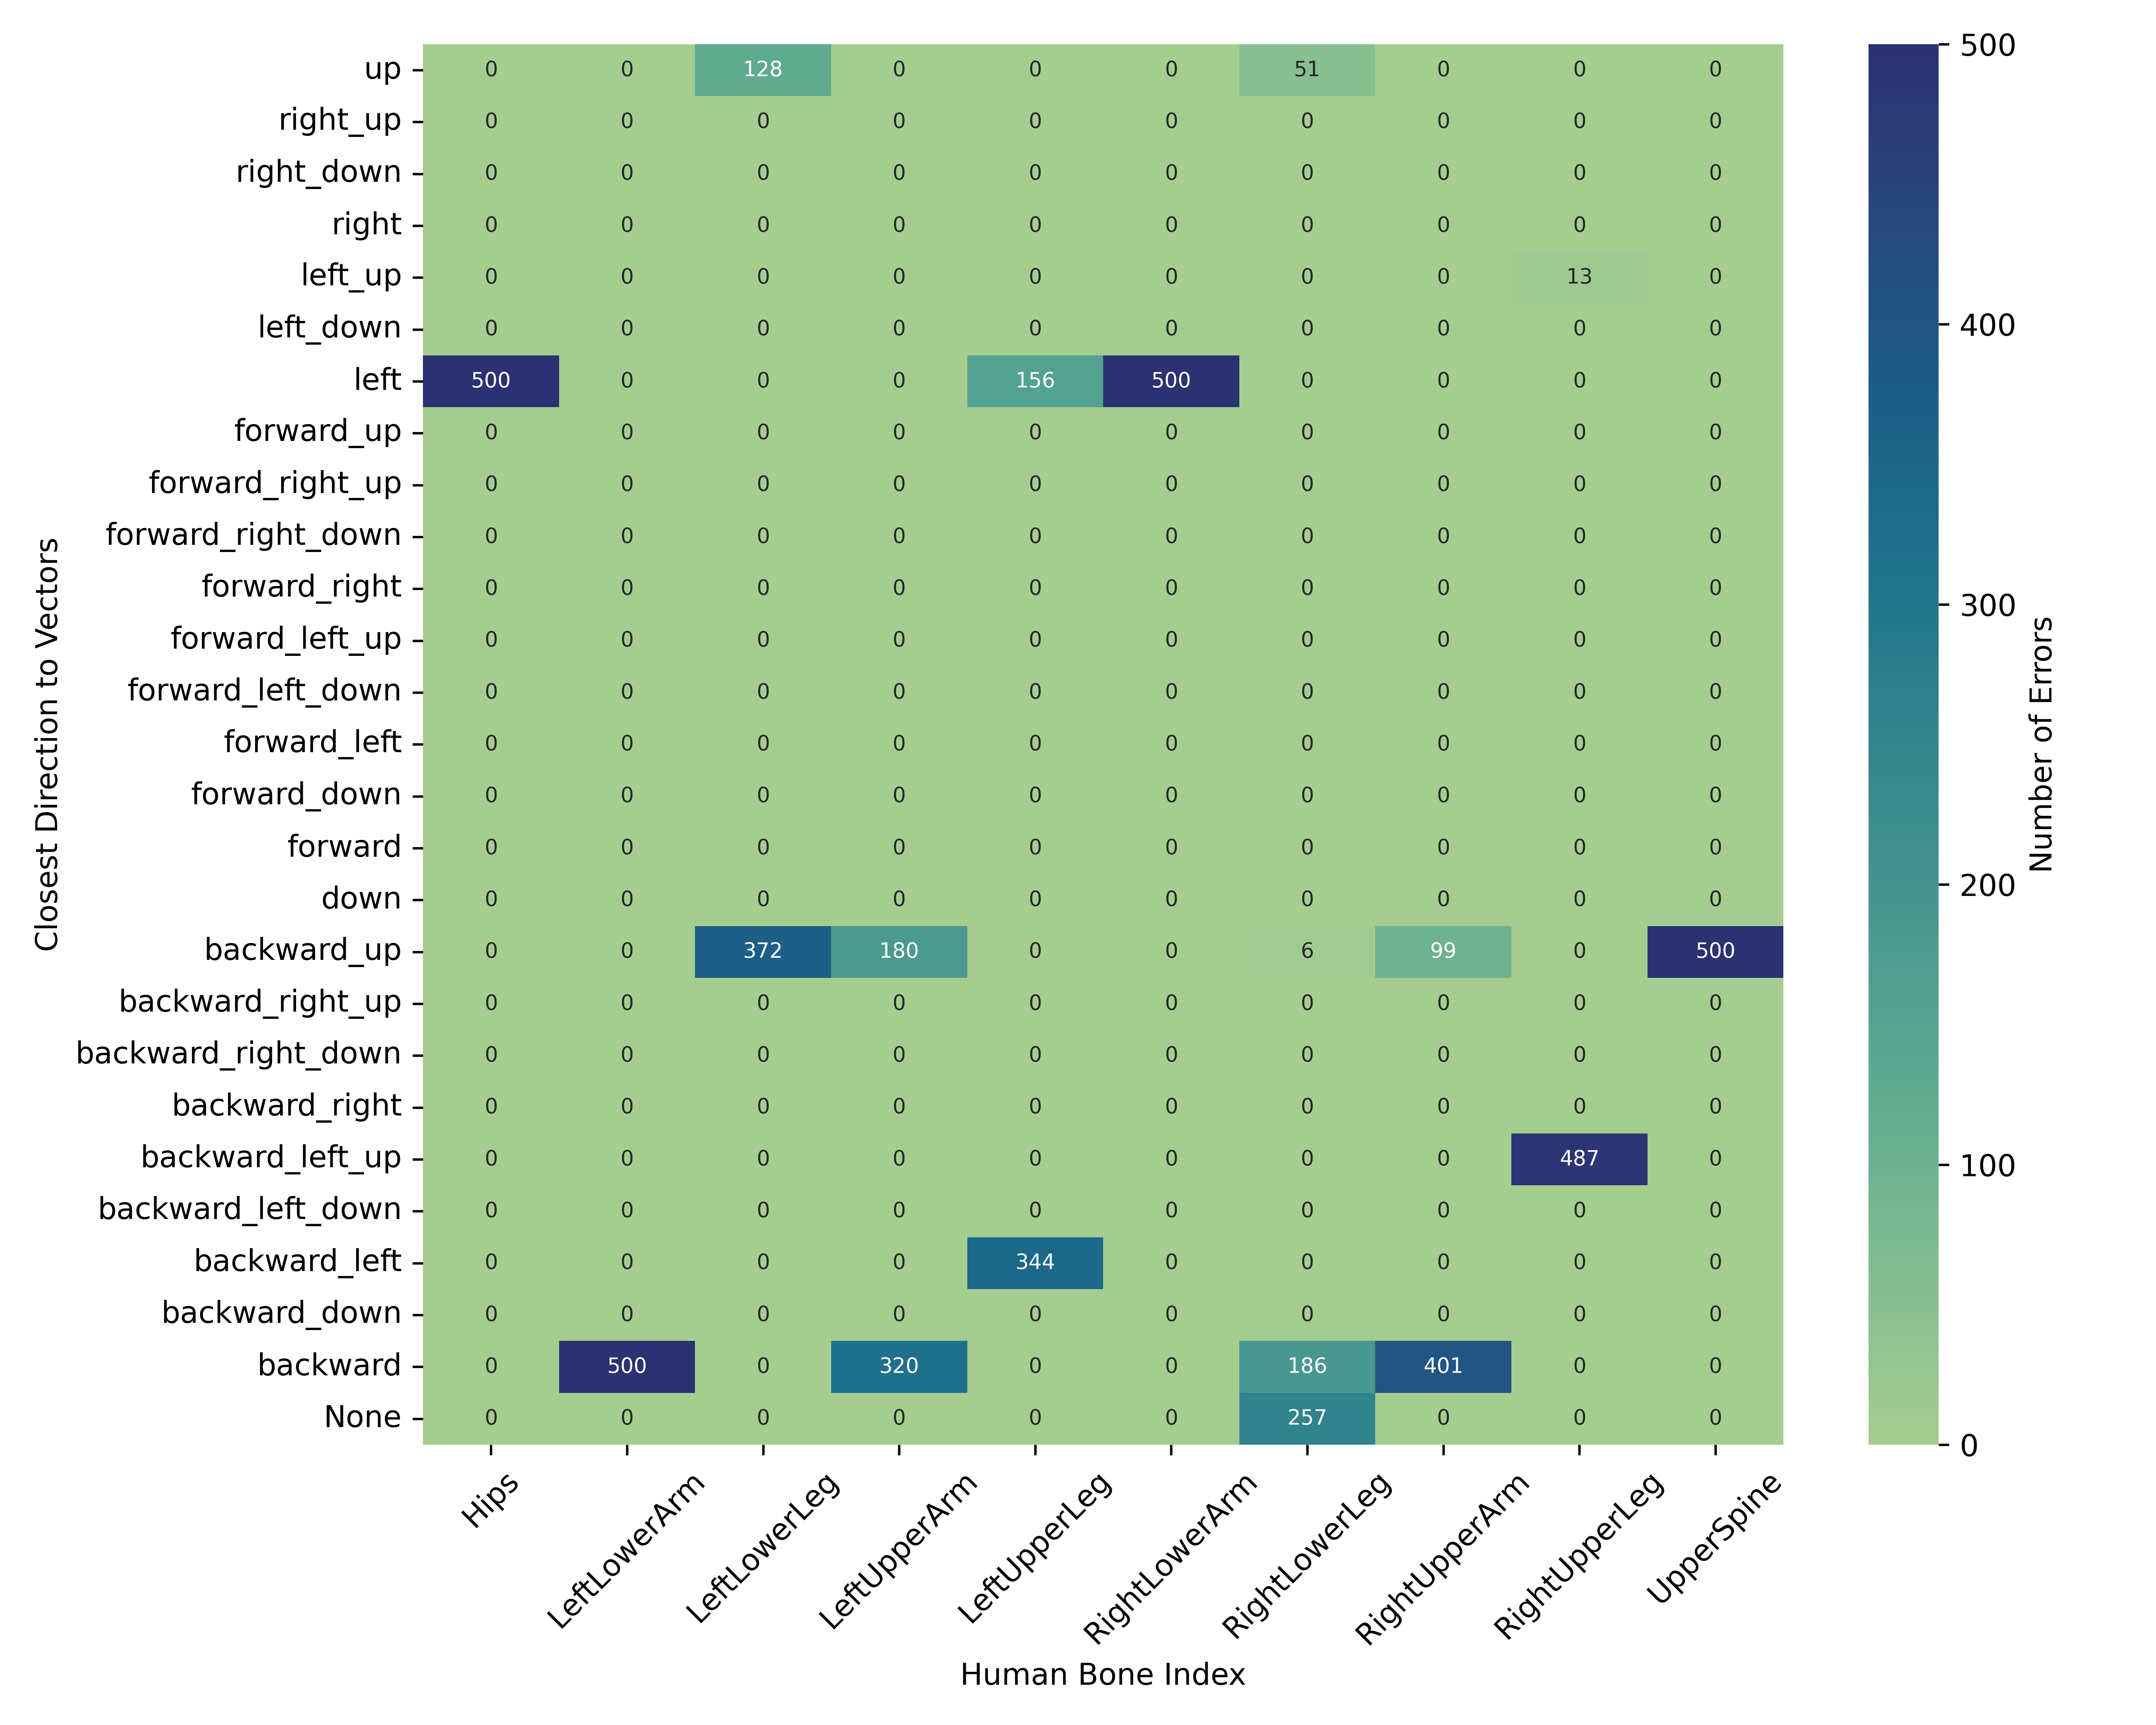 up 0 0 128 0 0 0 51 0 0 0 500
right_up 0 0 0 0 0 0 0 0 0 0
right_down 0 0 0 0 0 0 0 0 0 0
right 0 0 0 0 0 0 0 0 0 0
left_up 0 0 0 0 0 0 0 0 13 0
left_down 0 0 0 0 0 0 0 0 0 0 400
left 500 0 0 0 156 500 0 0 0 0
forward_up 0 0 0 0 0 0 0 0 0 0
forward_right_up 0 0 0 0 0 0 0 0 0 0
forward_right_down 0 0 0 0 0 0 0 0 0 0
forward_right 0 0 0 0 0 0 0 0 0 0 300
forward_left_up 0 0 0 0 0 0 0 0 0 0
forward_left_down 0 0 0 0 0 0 0 0 0 0
forward_left 0 0 0 0 0 0 0 0 0 0
forward_down 0 0 0 0 0 0 0 0 0 0
forward 0 0 0 0 0 0 0 0 0 0
down 0 0 0 0 0 0 0 0 0 0 200
backward_up 0 0 372 180 0 0 6 99 0 500
backward_right_up 0 0 0 0 0 0 0 0 0 0
backward_right_down 0 0 0 0 0 0 0 0 0 0
backward_right 0 0 0 0 0 0 0 0 0 0
backward_left_up 0 0 0 0 0 0 0 0 487 0 100
backward_left_down 0 0 0 0 0 0 0 0 0 0
backward_left 0 0 0 0 344 0 0 0 0 0
backward_down 0 0 0 0 0 0 0 0 0 0
backward 0 500 0 320 0 0 186 401 0 0
None 0 0 0 0 0 0 257 0 0 0 0
Closest Direction to Vectors
Number of Errors
Hips LeftLowerArm LeftLowerLeg LeftUpperArm LeftUpperLeg RightLowerArm RightLowerLeg RightUpperArm RightUpperLeg UpperSpine
Human Bone Index